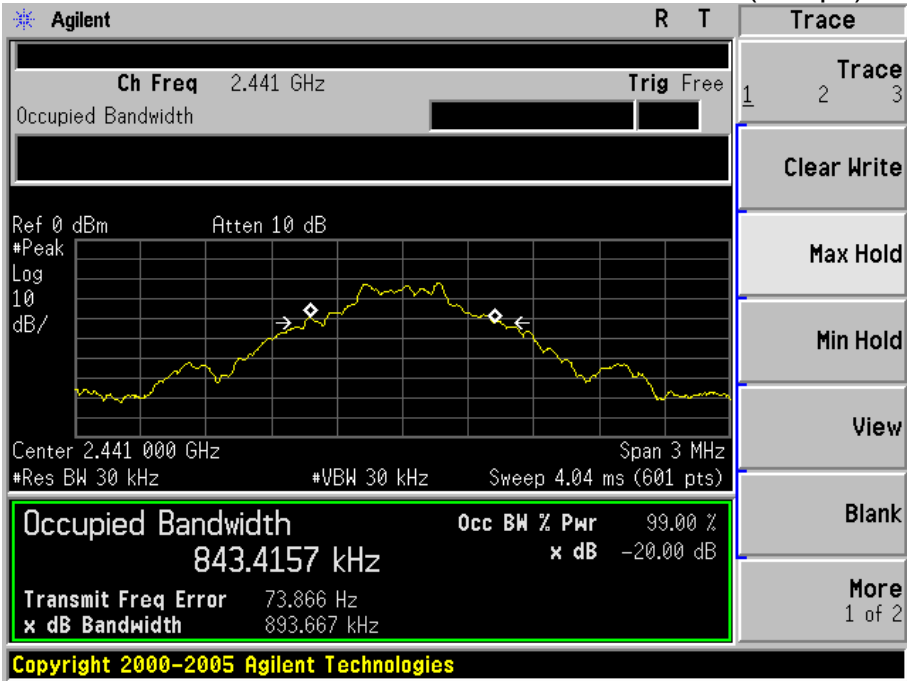 Agilent R T Trace
Ch Freq 2.441 GHz Trig Free
Occupied Bandwidth
Trace
1 2 3
Clear Write
Max Hold
Min Hold
View
Blank
More
1 of 2
Ref 0 dBm Atten 10 dB
#Peak
Log
10
dB/
Center 2.441 000 GHz Span 3 MHz
#Res BW 30 kHz #VBW 30 kHz Sweep 4.04 ms (601 pts)
Occupied Bandwidth Occ BW % Pwr 99.00 %
843.4157 kHz x dB -20.00 dB
Transmit Freq Error 73.866 Hz
x dB Bandwidth 893.667 kHz
Copyright 2000-2005 Agilent Technologies